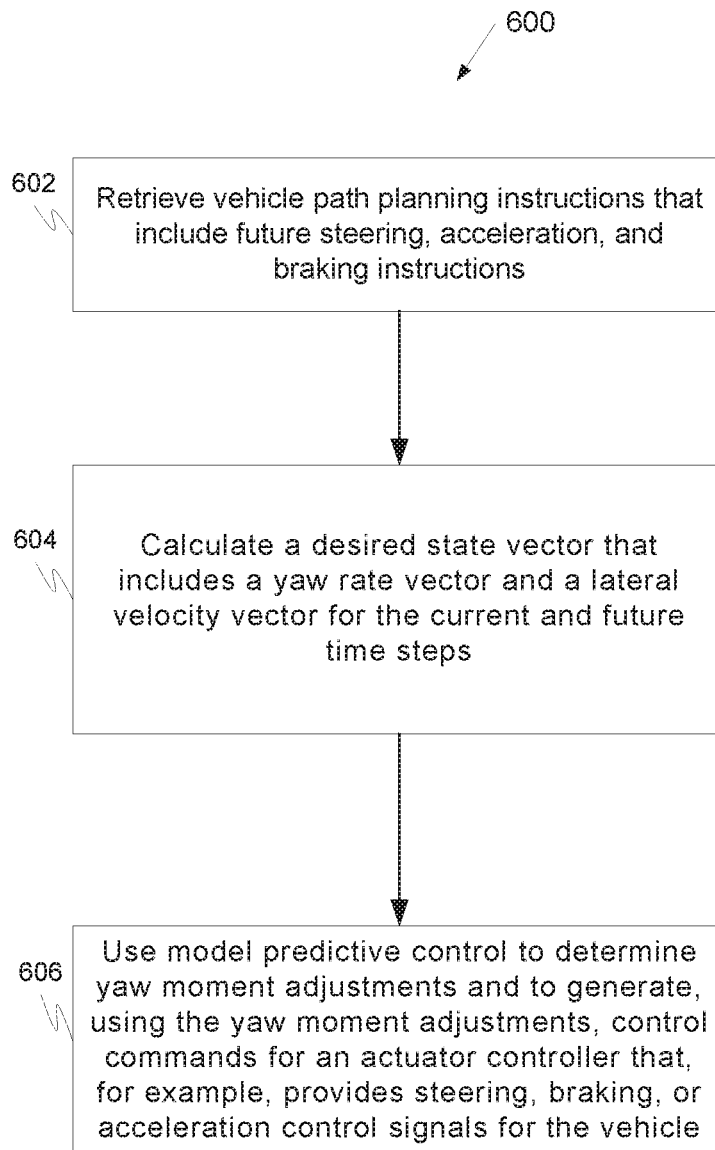 600
602
Retrieve vehicle path planning instructions that
include future steering, acceleration, and
braking instructions
604
Calculate a desired state vector that
includes a yaw rate vector and a lateral
velocity vector for the current and future
time steps
606
Use model predictive control to determine
yaw moment adjustments and to generate,
using the yaw moment adjustments, control
commands for an actuator controller that,
for example, provides steering, braking, or
acceleration control signals for the vehicle